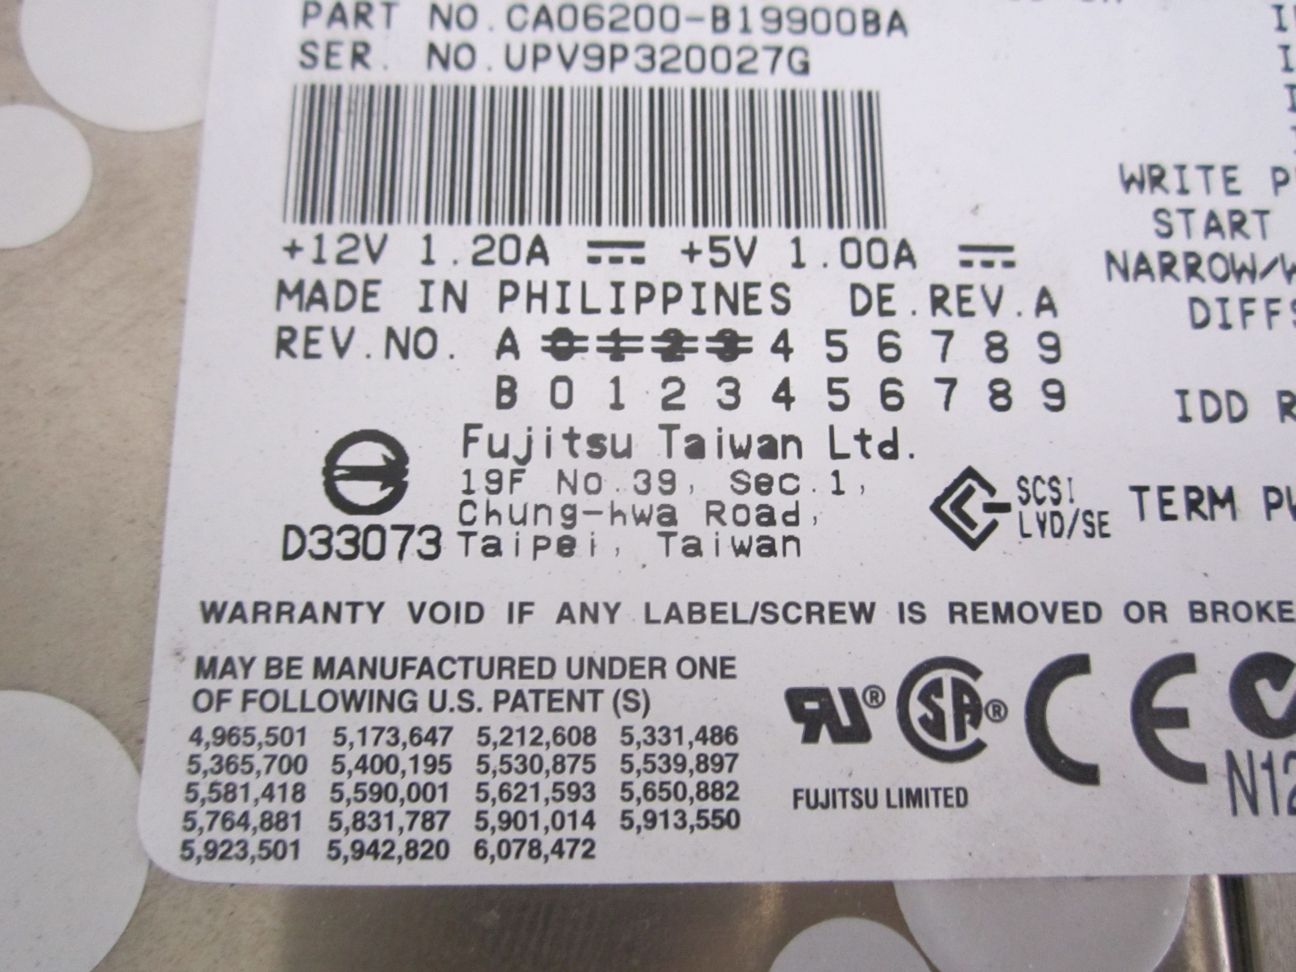 PART NO.CA06200-B19900BA
SER. NO.UPV9P320027G
+12V 1.20A +5V 1.00A
MADE IN PHILIPPINES DE.REV.A
REV.NO. A 0 1 2 3 4 5 6 7 8 9
B 0 1 2 3 4 5 6 7 8 9
Fujitsu Taiwan Ltd.
19F No.39, Sec.1,
Chung-hwa Road,
Taipei, Taiwan
D33073
SCSI
LVD/SE
WRITE
START
NARROW/
IDD
TERM
WARRANTY VOID IF ANY LABEL/SCREW IS REMOVED OR BROKE
MAY BE MANUFACTURED UNDER ONE
OF FOLLOWING U.S. PATENT (S)
4,965,501 5,173,647 5,212,608 5,331,486
5,365,700 5,400,195 5,530,875 5,539,897
5,581,418 5,590,001 5,621,593 5,650,882
5,764,881 5,831,787 5,901,014 5,913,550
5,923,501 5,942,820 6,078,472
RU®
SA®
CE
FUJITSU LIMITED
N12